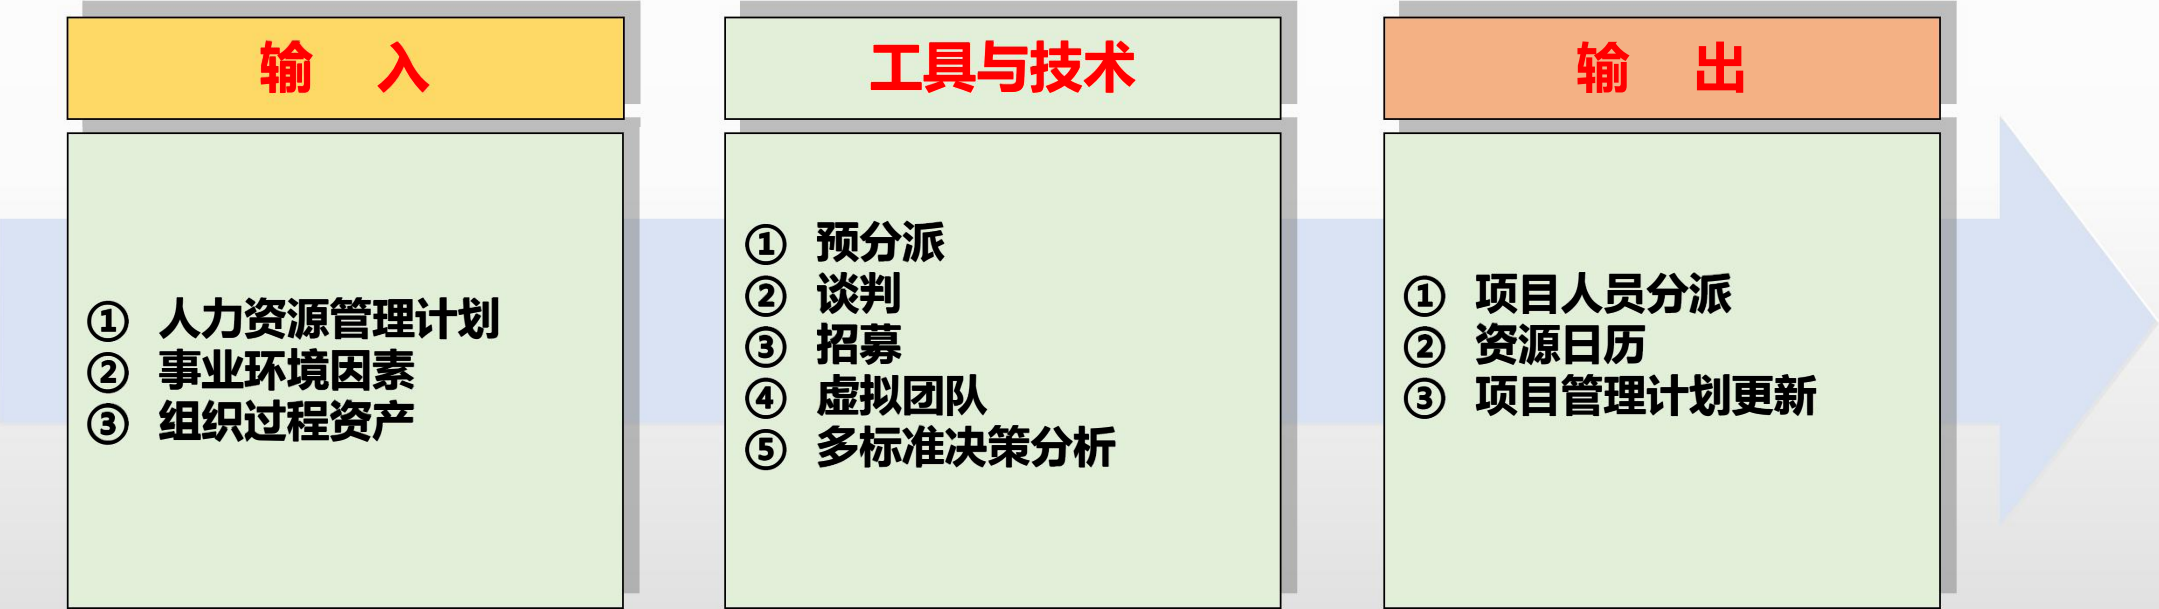 输 入
① 人力资源管理计划
② 事业环境因素
③ 组织过程资产
工具与技术
① 预分派
② 谈判
③ 招募
④ 虚拟团队
⑤ 多标准决策分析
输 出
① 项目人员分派
② 资源日历
③ 项目管理计划更新